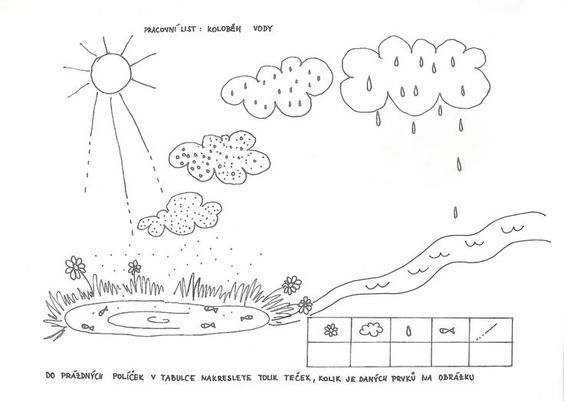 PRACOVNÍ LIST: KOLOBĚH VODY
DO PRÁZDNÝCH POLÍČEK V TABULCE NAKRESLETE TOLIK TEČEK, KOLIK JE DANÝCH PRVKŮ NA OBRÁZKU